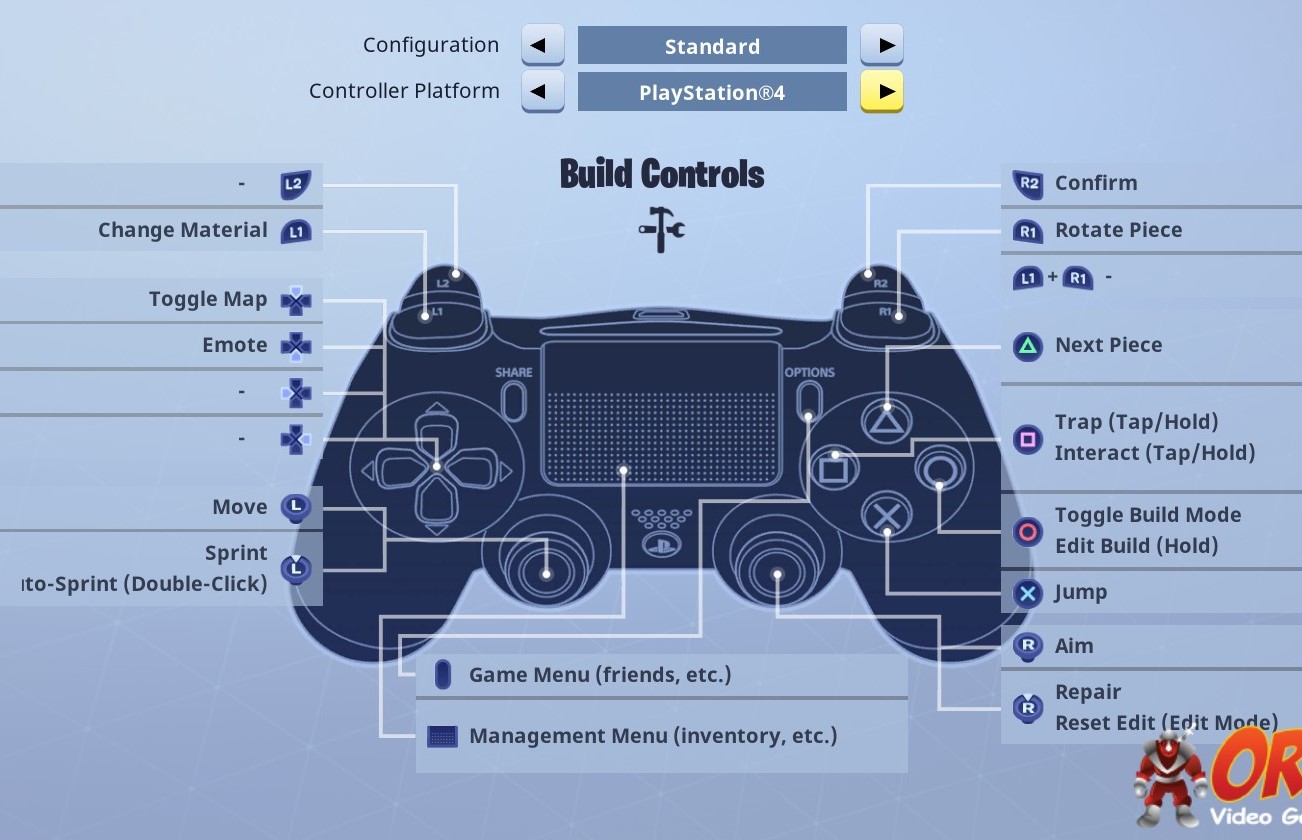 Configuration
Standard
Controller Platform
PlayStation®4
Build Controls
-
L2
Change Material
L1
Toggle Map
Emote
-
-
Move
L
Sprint
L
to-Sprint (Double-Click)
L2
L1
SHARE
OPTIONS
R2
R1
R2
Confirm
R1
Rotate Piece
L1 + R1 -
Next Piece
Trap (Tap/Hold)
Interact (Tap/Hold)
Toggle Build Mode
Edit Build (Hold)
Jump
R
Aim
R
Repair
Reset Edit (Edit Mode)
Game Menu (friends, etc.)
Management Menu (inventory, etc.)
OR
Video G